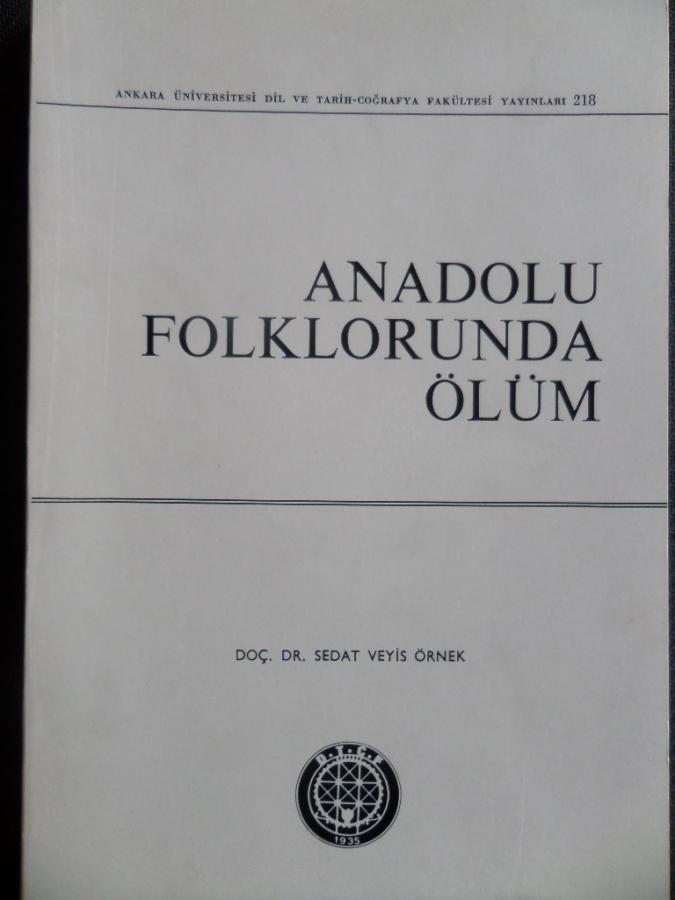 ANKARA ÜNİVERSİTESİ DİL VE TARİH-COĞRAFYA FAKÜLTESİ YAYINLARI 218
ANADOLU
FOLKLORUNDA
ÖLÜM
DOÇ. DR. SEDAT VEYİS ÖRNEK
D.T.C.F
1935